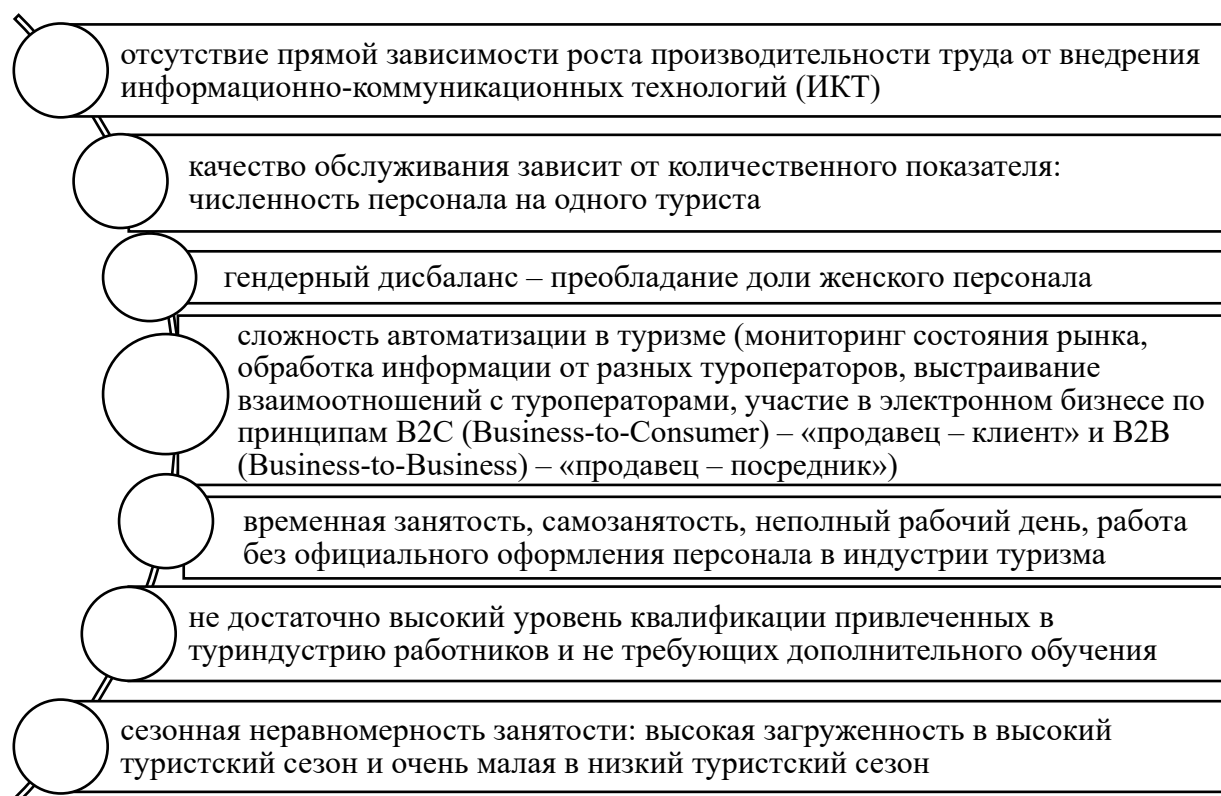 отсутствие прямой зависимости роста производительности труда от внедрения
информационно-коммуникационных технологий (ИКТ)
качество обслуживания зависит от количественного показателя:
численность персонала на одного туриста
гендерный дисбаланс – преобладание доли женского персонала
сложность автоматизации в туризме (мониторинг состояния рынка,
обработка информации от разных туроператоров, выстраивание
взаимоотношений с туроператорами, участие в электронном бизнесе по
принципам B2C (Business-to-Consumer) – «продавец – клиент» и B2B
(Business-to-Business) – «продавец – посредник»)
временная занятость, самозанятость, неполный рабочий день, работа
без официального оформления персонала в индустрии туризма
не достаточно высокий уровень квалификации привлеченных в
туриндустрию работников и не требующих дополнительного обучения
сезонная неравномерность занятости: высокая загруженность в высокий
туристский сезон и очень малая в низкий туристский сезон